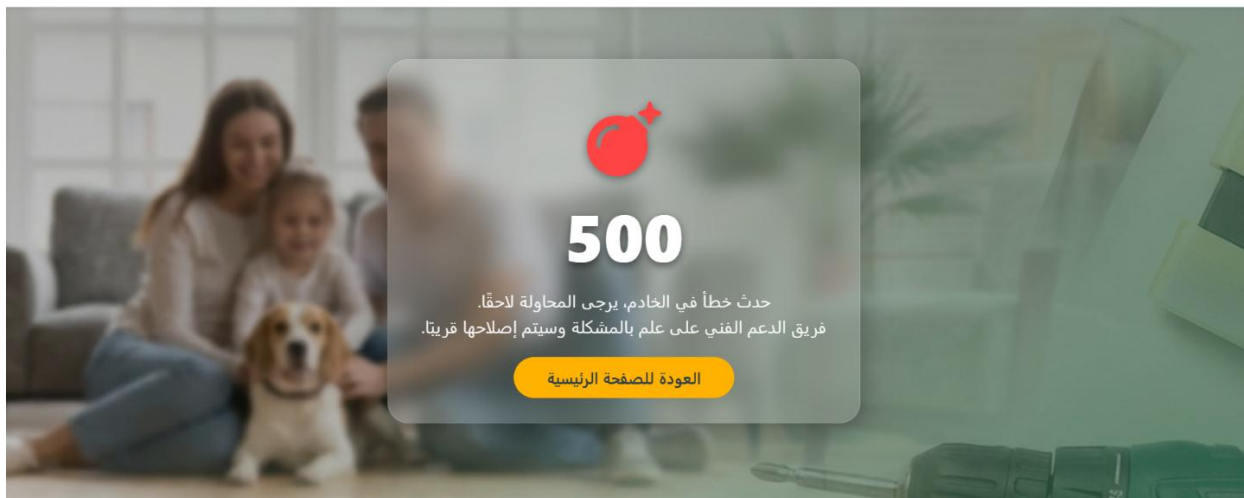 500
حدث خطأ في الخادم، يرجى المحاولة لاحقًا.
فريق الدعم الفني على علم بالمشكلة وسيتم إصلاحها قريبًا.
العودة للصفحة الرئيسية